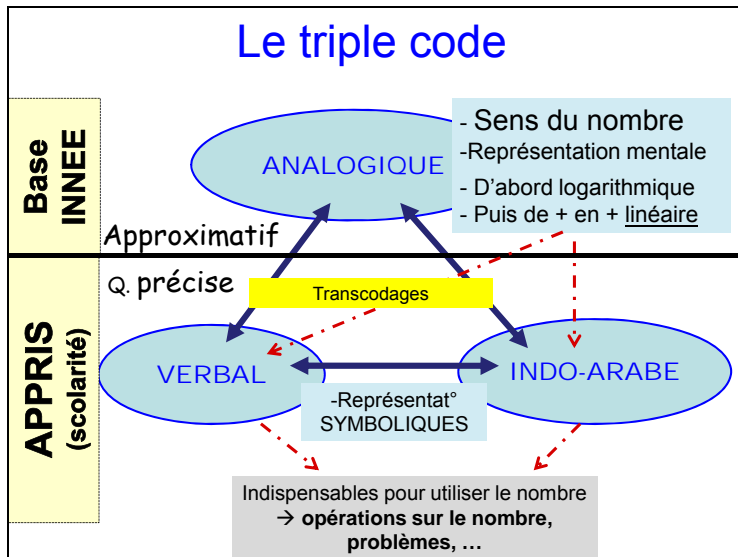 Le triple code
Base
INNEE
ANALOGIQUE
- Sens du nombre
-Représentation mentale
- D'abord logarithmique
- Puis de + en + linéaire
Approximatif
Q. précise
Transcodages
APPRIS
(scolarité)
VERBAL
INDO-ARABE
-Représentat°
SYMBOLIQUES
Indispensables pour utiliser le nombre
→ opérations sur le nombre,
problèmes, …